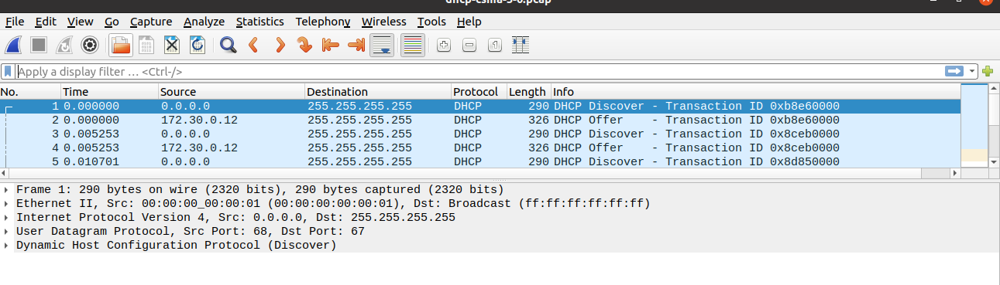 dhcp-csma-5-0.pcap
File Edit View Go Capture Analyze Statistics Telephony Wireless Tools Help
Apply a display filter … <Ctrl-/>
No. Time Source Destination Protocol Length Info
1 0.000000 0.0.0.0 255.255.255.255 DHCP 290 DHCP Discover - Transaction ID 0xb8e60000
2 0.000000 172.30.0.12 255.255.255.255 DHCP 326 DHCP Offer - Transaction ID 0xb8e60000
3 0.005253 0.0.0.0 255.255.255.255 DHCP 290 DHCP Discover - Transaction ID 0x8ceb0000
4 0.005253 172.30.0.12 255.255.255.255 DHCP 326 DHCP Offer - Transaction ID 0x8ceb0000
5 0.010701 0.0.0.0 255.255.255.255 DHCP 290 DHCP Discover - Transaction ID 0x8d850000
Frame 1: 290 bytes on wire (2320 bits), 290 bytes captured (2320 bits)
Ethernet II, Src: 00:00:00_00:00:01 (00:00:00:00:00:01), Dst: Broadcast (ff:ff:ff:ff:ff:ff)
Internet Protocol Version 4, Src: 0.0.0.0, Dst: 255.255.255.255
User Datagram Protocol, Src Port: 68, Dst Port: 67
Dynamic Host Configuration Protocol (Discover)